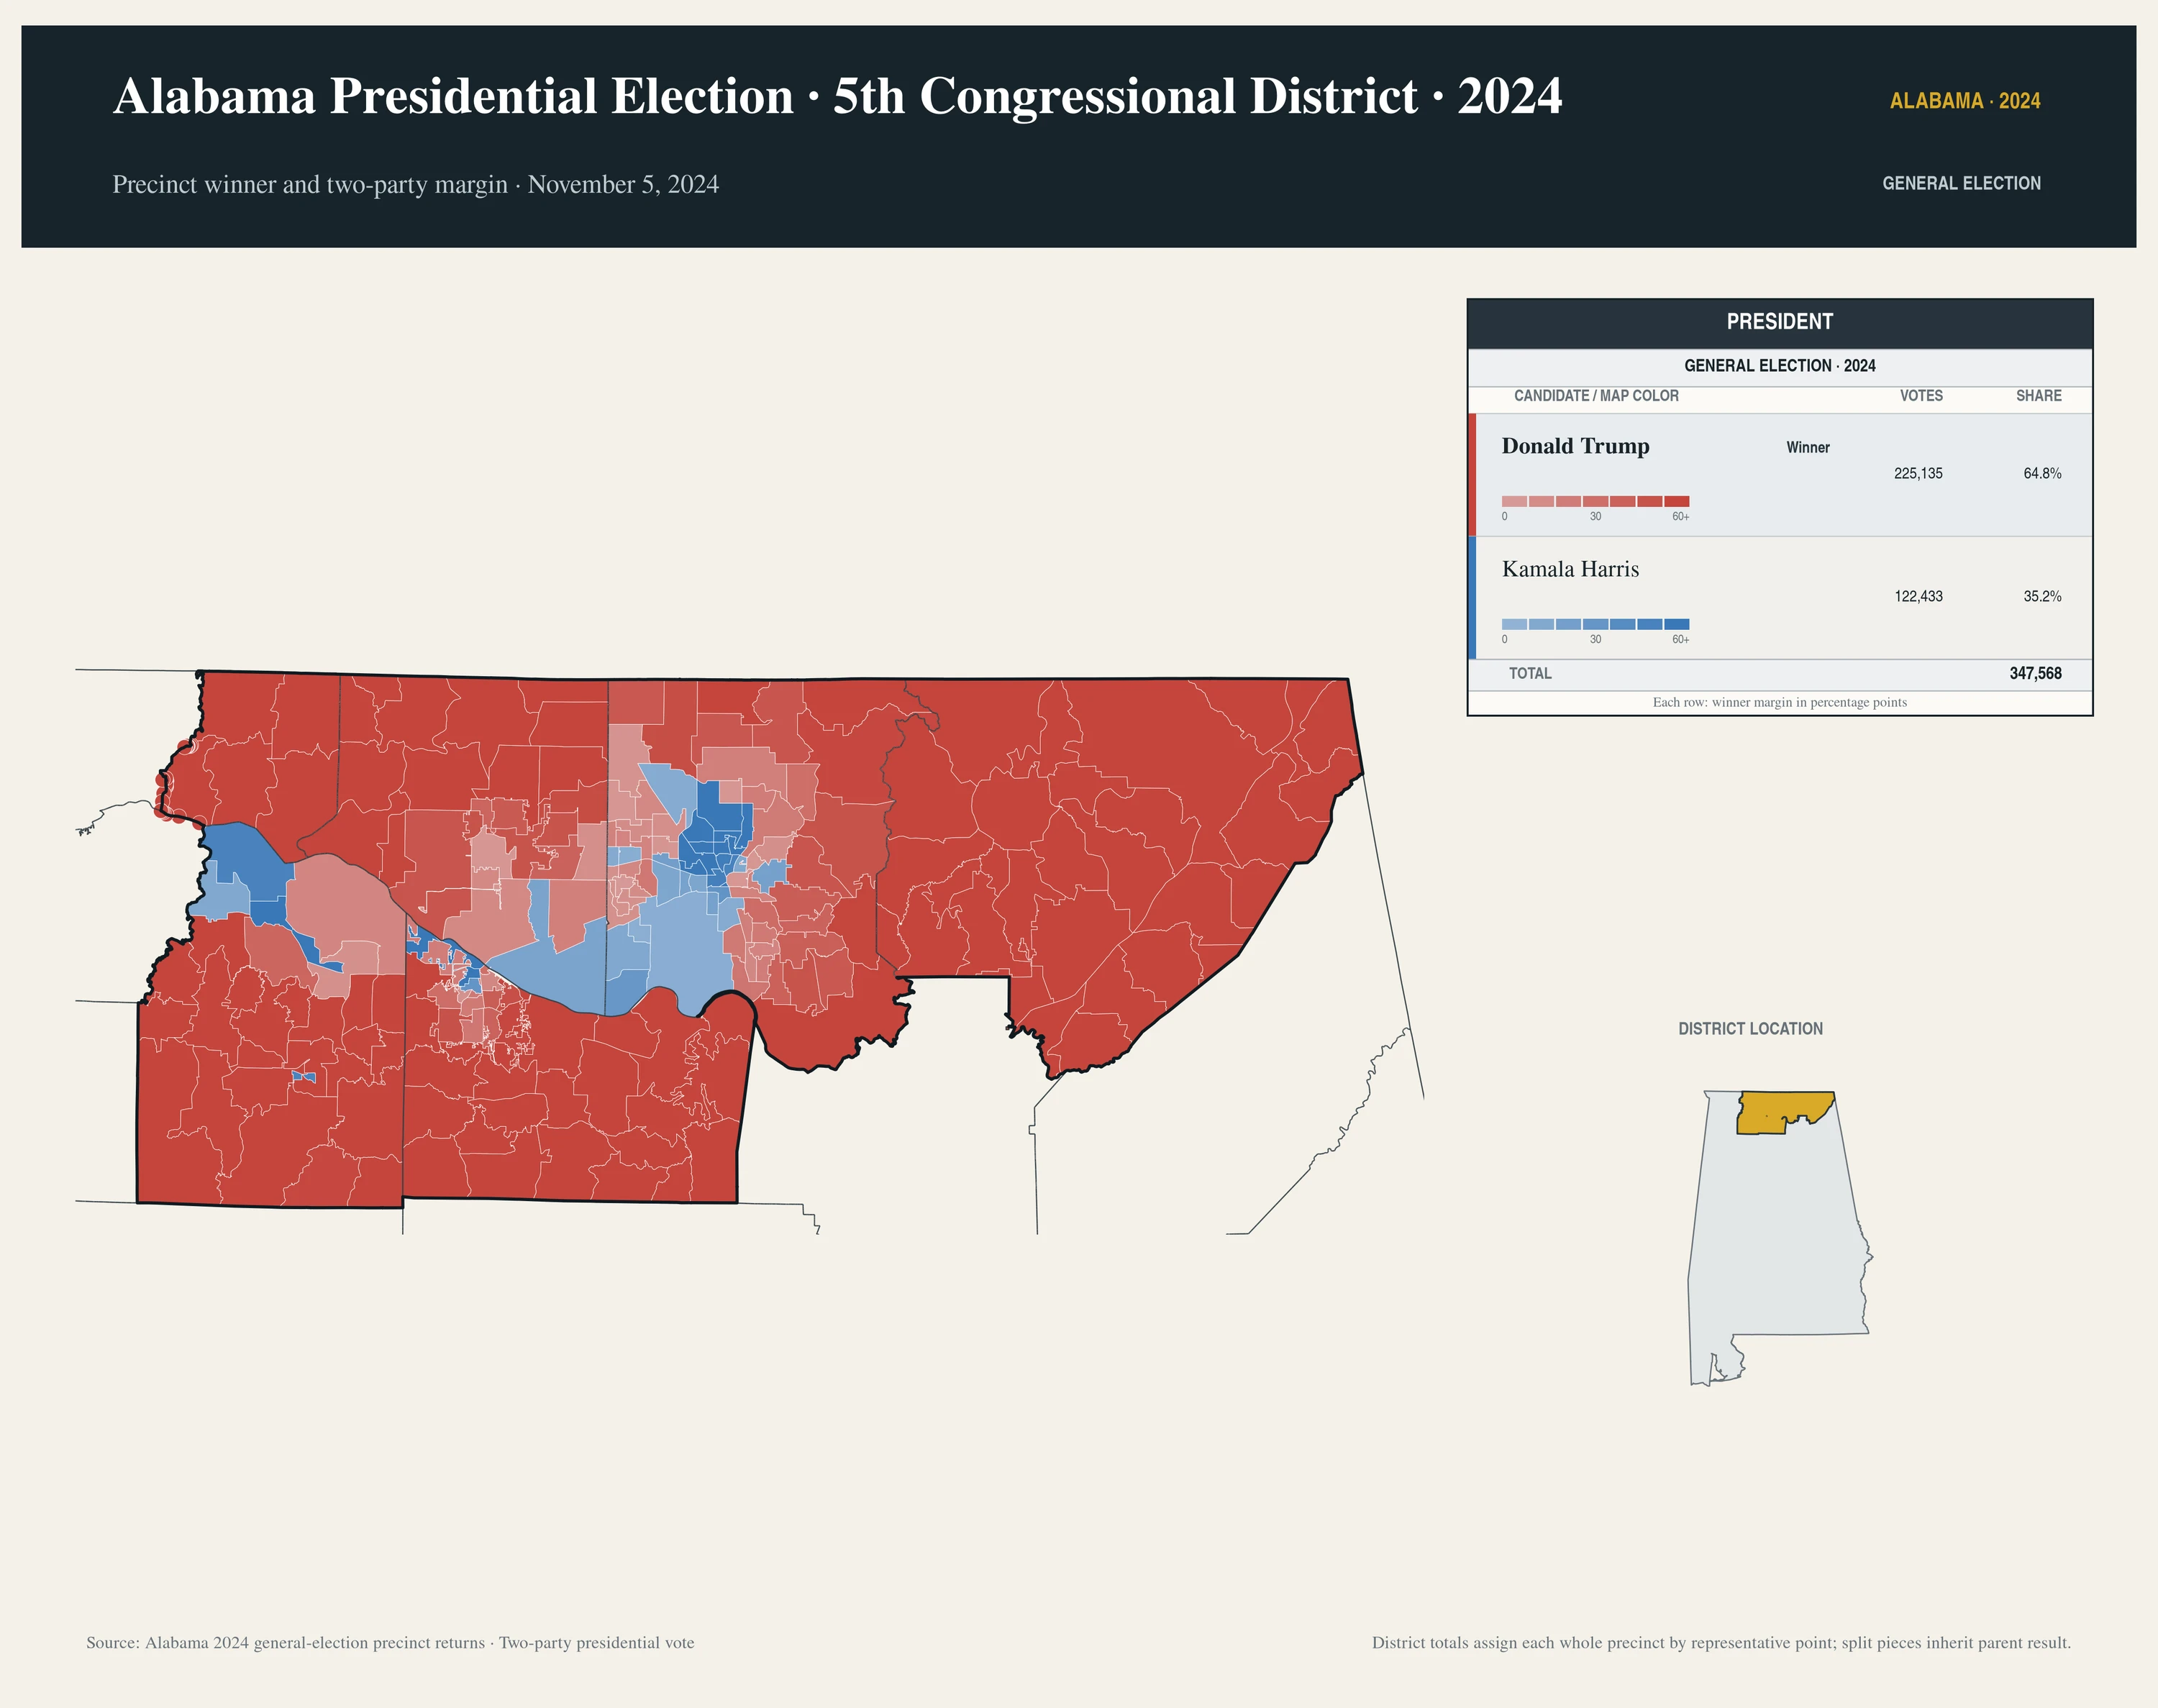 Alabama Presidential Election · 5th Congressional District · 2024
ALABAMA · 2024
Precinct winner and two-party margin · November 5, 2024
GENERAL ELECTION
PRESIDENT
GENERAL ELECTION · 2024
CANDIDATE / MAP COLOR VOTES SHARE
Donald Trump Winner
225,135 64.8%
0 30 60+
Kamala Harris
122,433 35.2%
0 30 60+
TOTAL 347,568
Each row: winner margin in percentage points
DISTRICT LOCATION
Source: Alabama 2024 general-election precinct returns · Two-party presidential vote
District totals assign each whole precinct by representative point; split pieces inherit parent result.